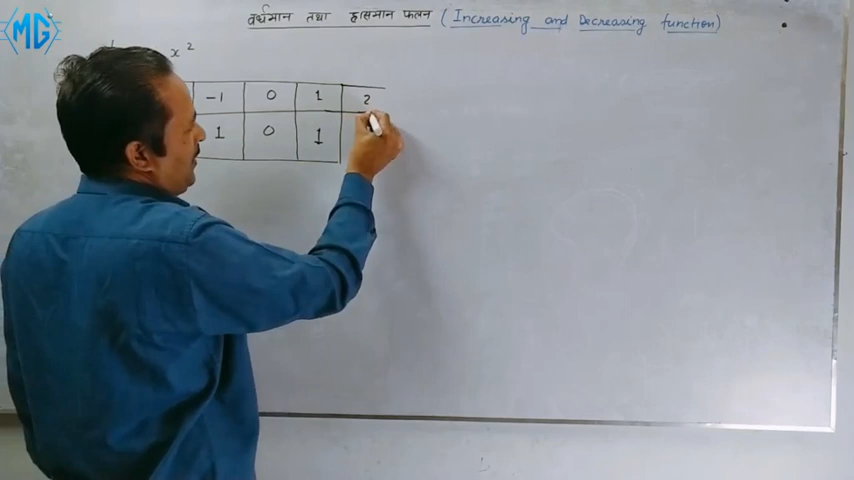 MG
वर्धमान तथा ह्रासमान फलन (Increasing and Decreasing function)
x²
-1 0 1 2
1 0 1